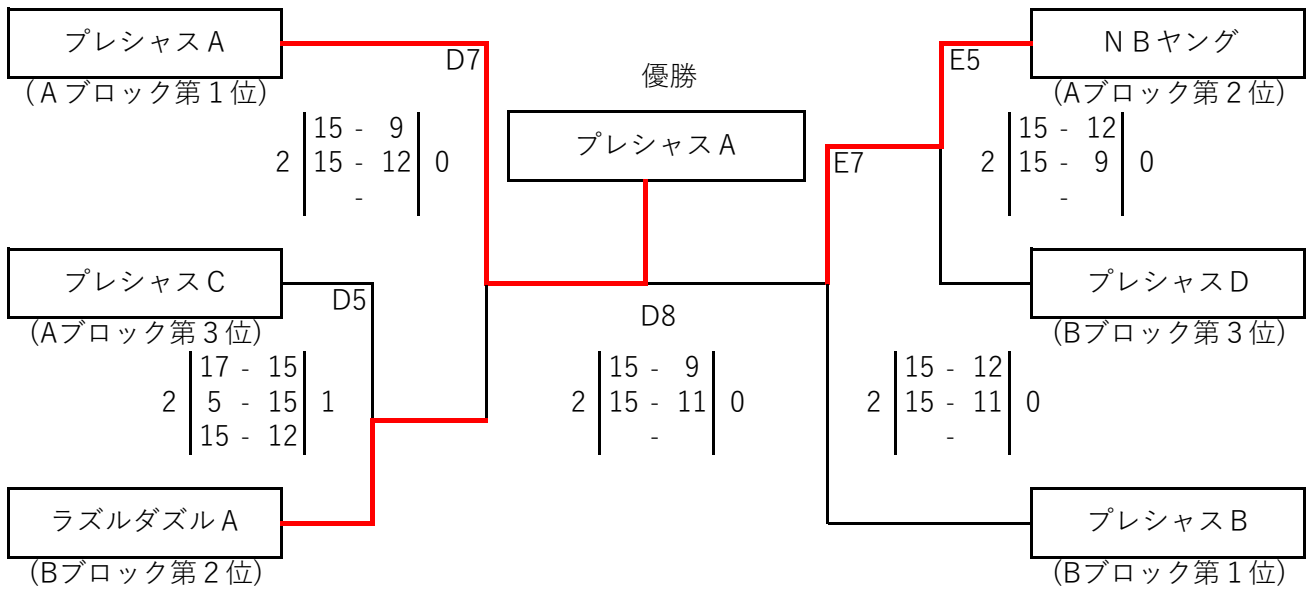 プレシャスA
D7
(Aブロック第1位)
15 - 9
2 15 - 12 0
-
優勝
プレシャスA
NBヤング
E5
(Aブロック第2位)
E7
15 - 12
2 15 - 9 0
-
プレシャスC
D5
(Aブロック第3位)
17 - 15
2 5 - 15 1
15 - 12
D8
15 - 9
2 15 - 11 0
-
プレシャスD
(Bブロック第3位)
15 - 12
2 15 - 11 0
-
ラズルダズルA
(Bブロック第2位)
プレシャスB
(Bブロック第1位)